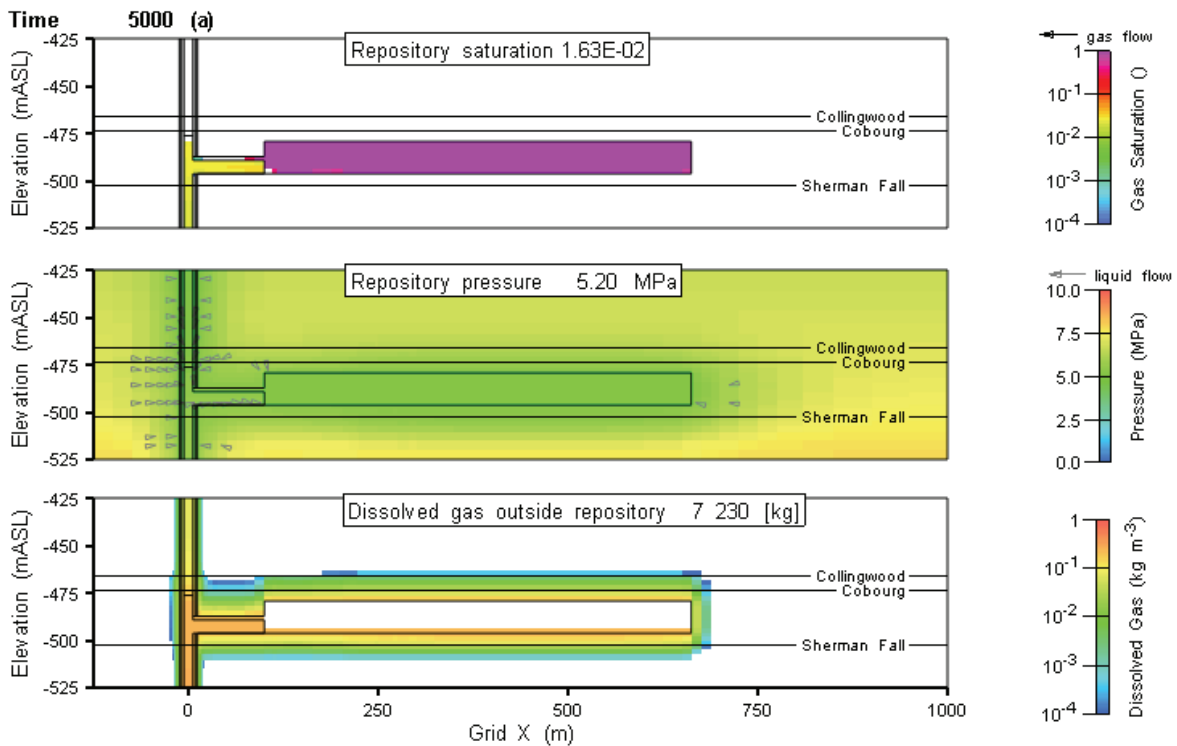 Time 5000 (a)
-425
Repository saturation 1.63E-02
-450
Collingwood
-475
Cobourg
-500
Sherman Fall
-525
Elevation (mASL)
gas flow
1
10-1
10-2
10-3
10-4
Gas Saturation ()
-425
Repository pressure 5.20 MPa
-450
Collingwood
-475
Cobourg
-500
Sherman Fall
-525
Elevation (mASL)
liquid flow
10.0
7.5
5.0
2.5
0.0
Pressure (MPa)
-425
Dissolved gas outside repository 7 230 [kg]
-450
Collingwood
-475
Cobourg
-500
Sherman Fall
-525
Elevation (mASL)
0 250 500 750 1000
Grid X (m)
1
10-1
10-2
10-3
10-4
Dissolved Gas (kg m-3)